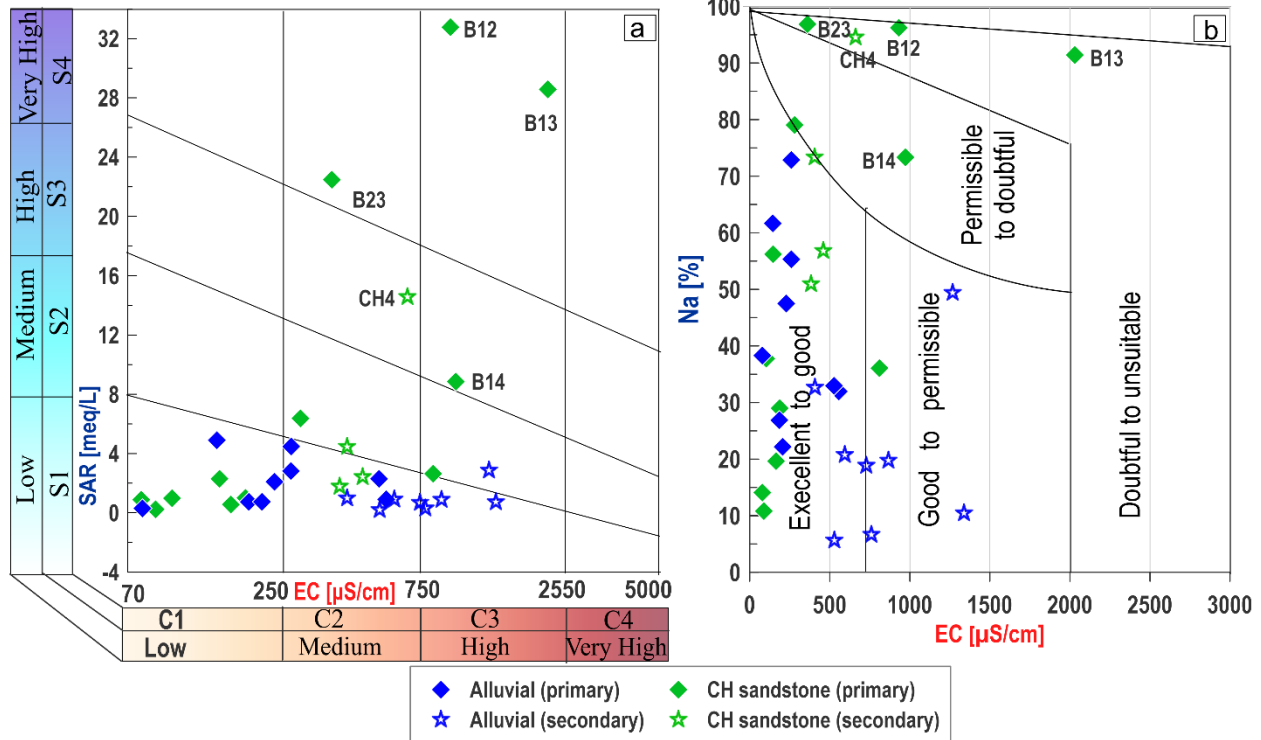 a
32
28
24
20
16
12
8
4
0
-4
SAR [meq/L]
Very High
S4
High
S3
Medium
S2
Low
S1
B12
B13
B23
CH4
B14
70
250
EC [µS/cm]
750
2550
5000
C1
C2
C3
C4
Low
Medium
High
Very High
b
100
90
80
70
60
50
40
30
20
10
0
Na [%]
B23
B12
CH4
B13
B14
Permissible
to doubtful
Execellent to good
Good to permissible
Doubtful to unsuitable
0
500
1000
1500
2000
2500
3000
EC [µS/cm]
Alluvial (primary)
CH sandstone (primary)
Alluvial (secondary)
CH sandstone (secondary)